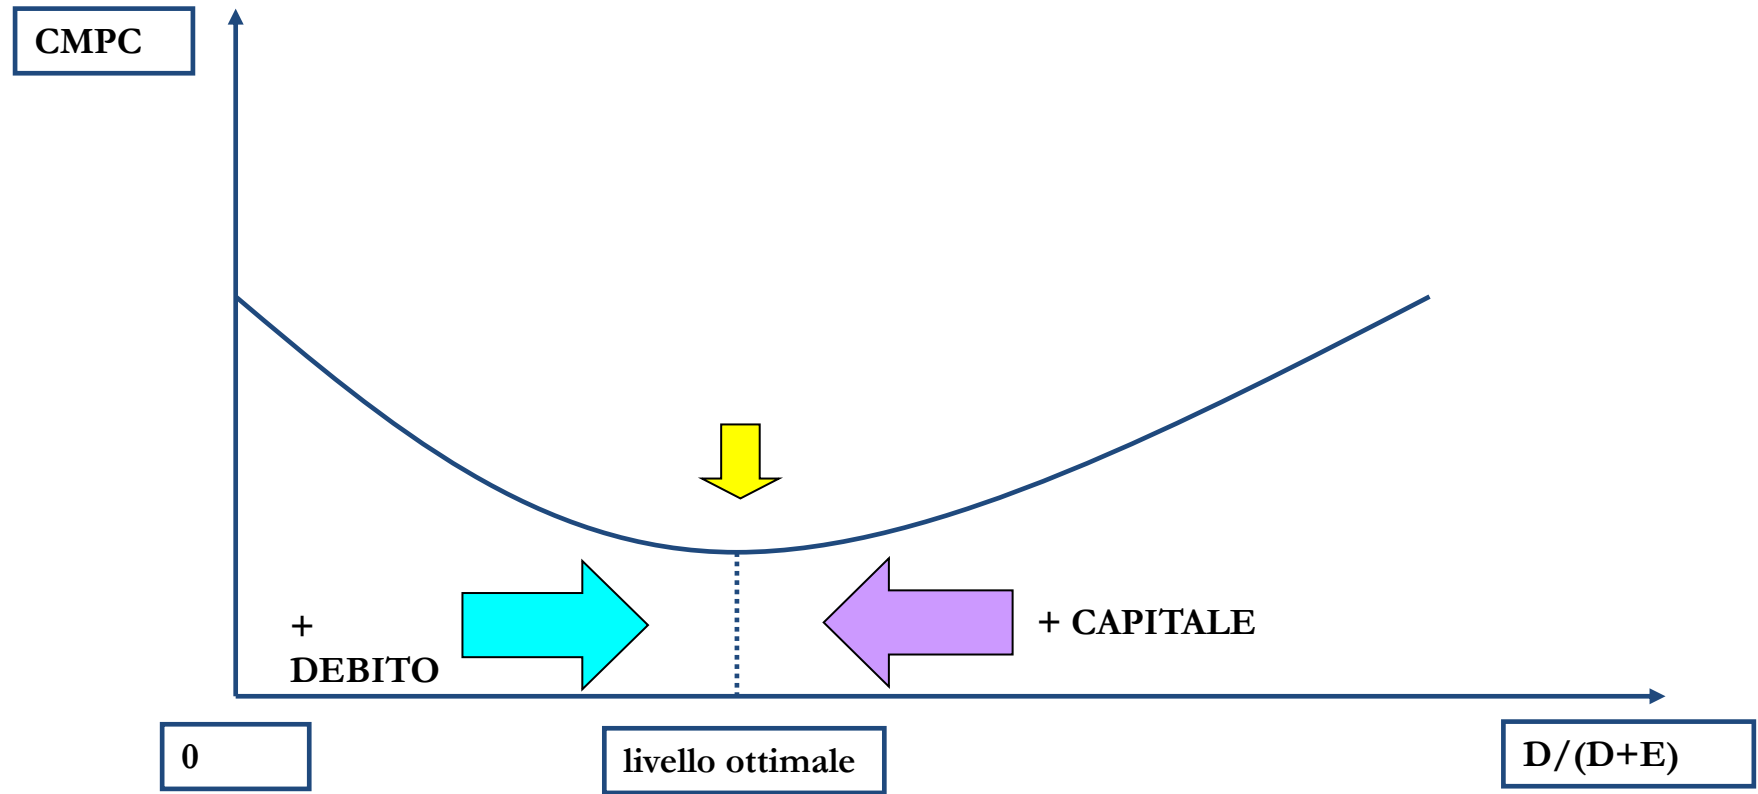 CMPC
+
DEBITO
+ CAPITALE
0
livello ottimale
D/(D+E)